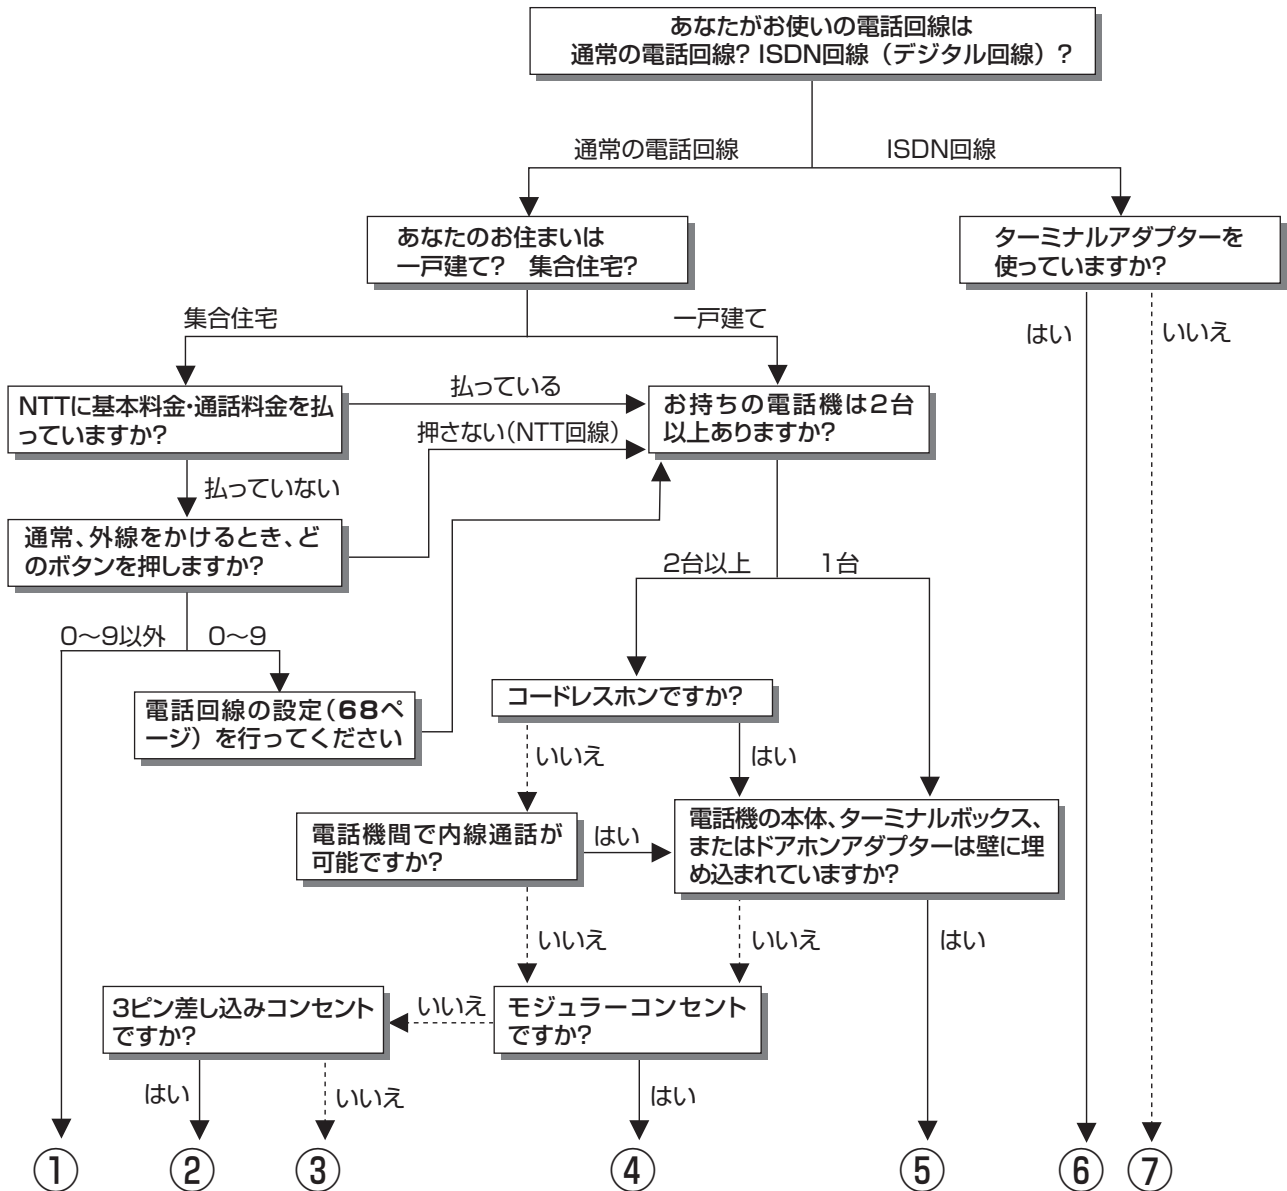 あなたがお使いの電話回線は
通常の電話回線? ISDN回線（デジタル回線）?
通常の電話回線
ISDN回線
あなたのお住まいは
一戸建て?　集合住宅?
ターミナルアダプターを
使っていますか?
集合住宅
一戸建て
はい
いいえ
NTTに基本料金・通話料金を払
っていますか?
払っている
お持ちの電話機は2台
以上ありますか?
押さない（NTT回線）
払っていない
通常、外線をかけるとき、ど
のボタンを押しますか?
2台以上
1台
0〜9以外
0〜9
電話回線の設定（68ペ
ージ）を行ってください
コードレスホンですか?
いいえ
はい
電話機間で内線通話が
可能ですか?
はい
電話機の本体、ターミナルボックス、
またはドアホンアダプターは壁に埋
め込まれていますか?
いいえ
いいえ
はい
3ピン差し込みコンセント
ですか?
いいえ
モジュラーコンセント
ですか?
はい
いいえ
はい
①
②
③
④
⑤
⑥
⑦